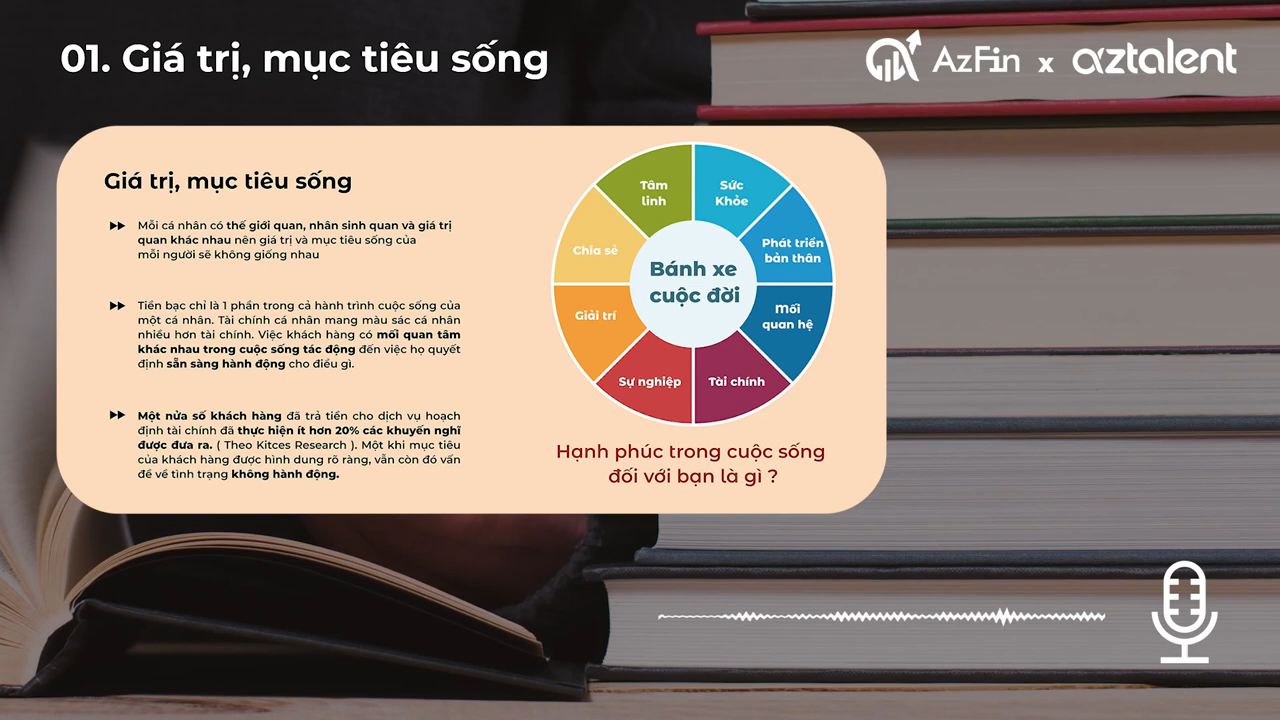 01. Giá trị, mục tiêu sống
AzFin x aztalent
Giá trị, mục tiêu sống
Mỗi cá nhân có thế giới quan, nhân sinh quan và giá trị
quan khác nhau nên giá trị và mục tiêu sống của
mỗi người sẽ không giống nhau
Tiền bạc chỉ là 1 phần trong cả hành trình cuộc sống của
một cá nhân. Tài chính cá nhân mang màu sác cá nhân
nhiều hơn tài chính. Việc khách hàng có mối quan tâm
khác nhau trong cuộc sống tác động đến việc họ quyết
định sẵn sàng hành động cho điều gì.
Một nửa số khách hàng đã trả tiền cho dịch vụ hoạch
định tài chính đã thực hiện ít hơn 20% các khuyến nghị
được đưa ra. ( Theo Kitces Research ). Một khi mục tiêu
của khách hàng được hình dung rõ ràng, vẫn còn đó vấn
đề về tình trạng không hành động.
Tâm
linh
Sức
Khỏe
Phát triển
bản thân
Mối
quan hệ
Tài chính
Sự nghiệp
Giải trí
Chia sẻ
Bánh xe
cuộc đời
Hạnh phúc trong cuộc sống
đối với bạn là gì ?